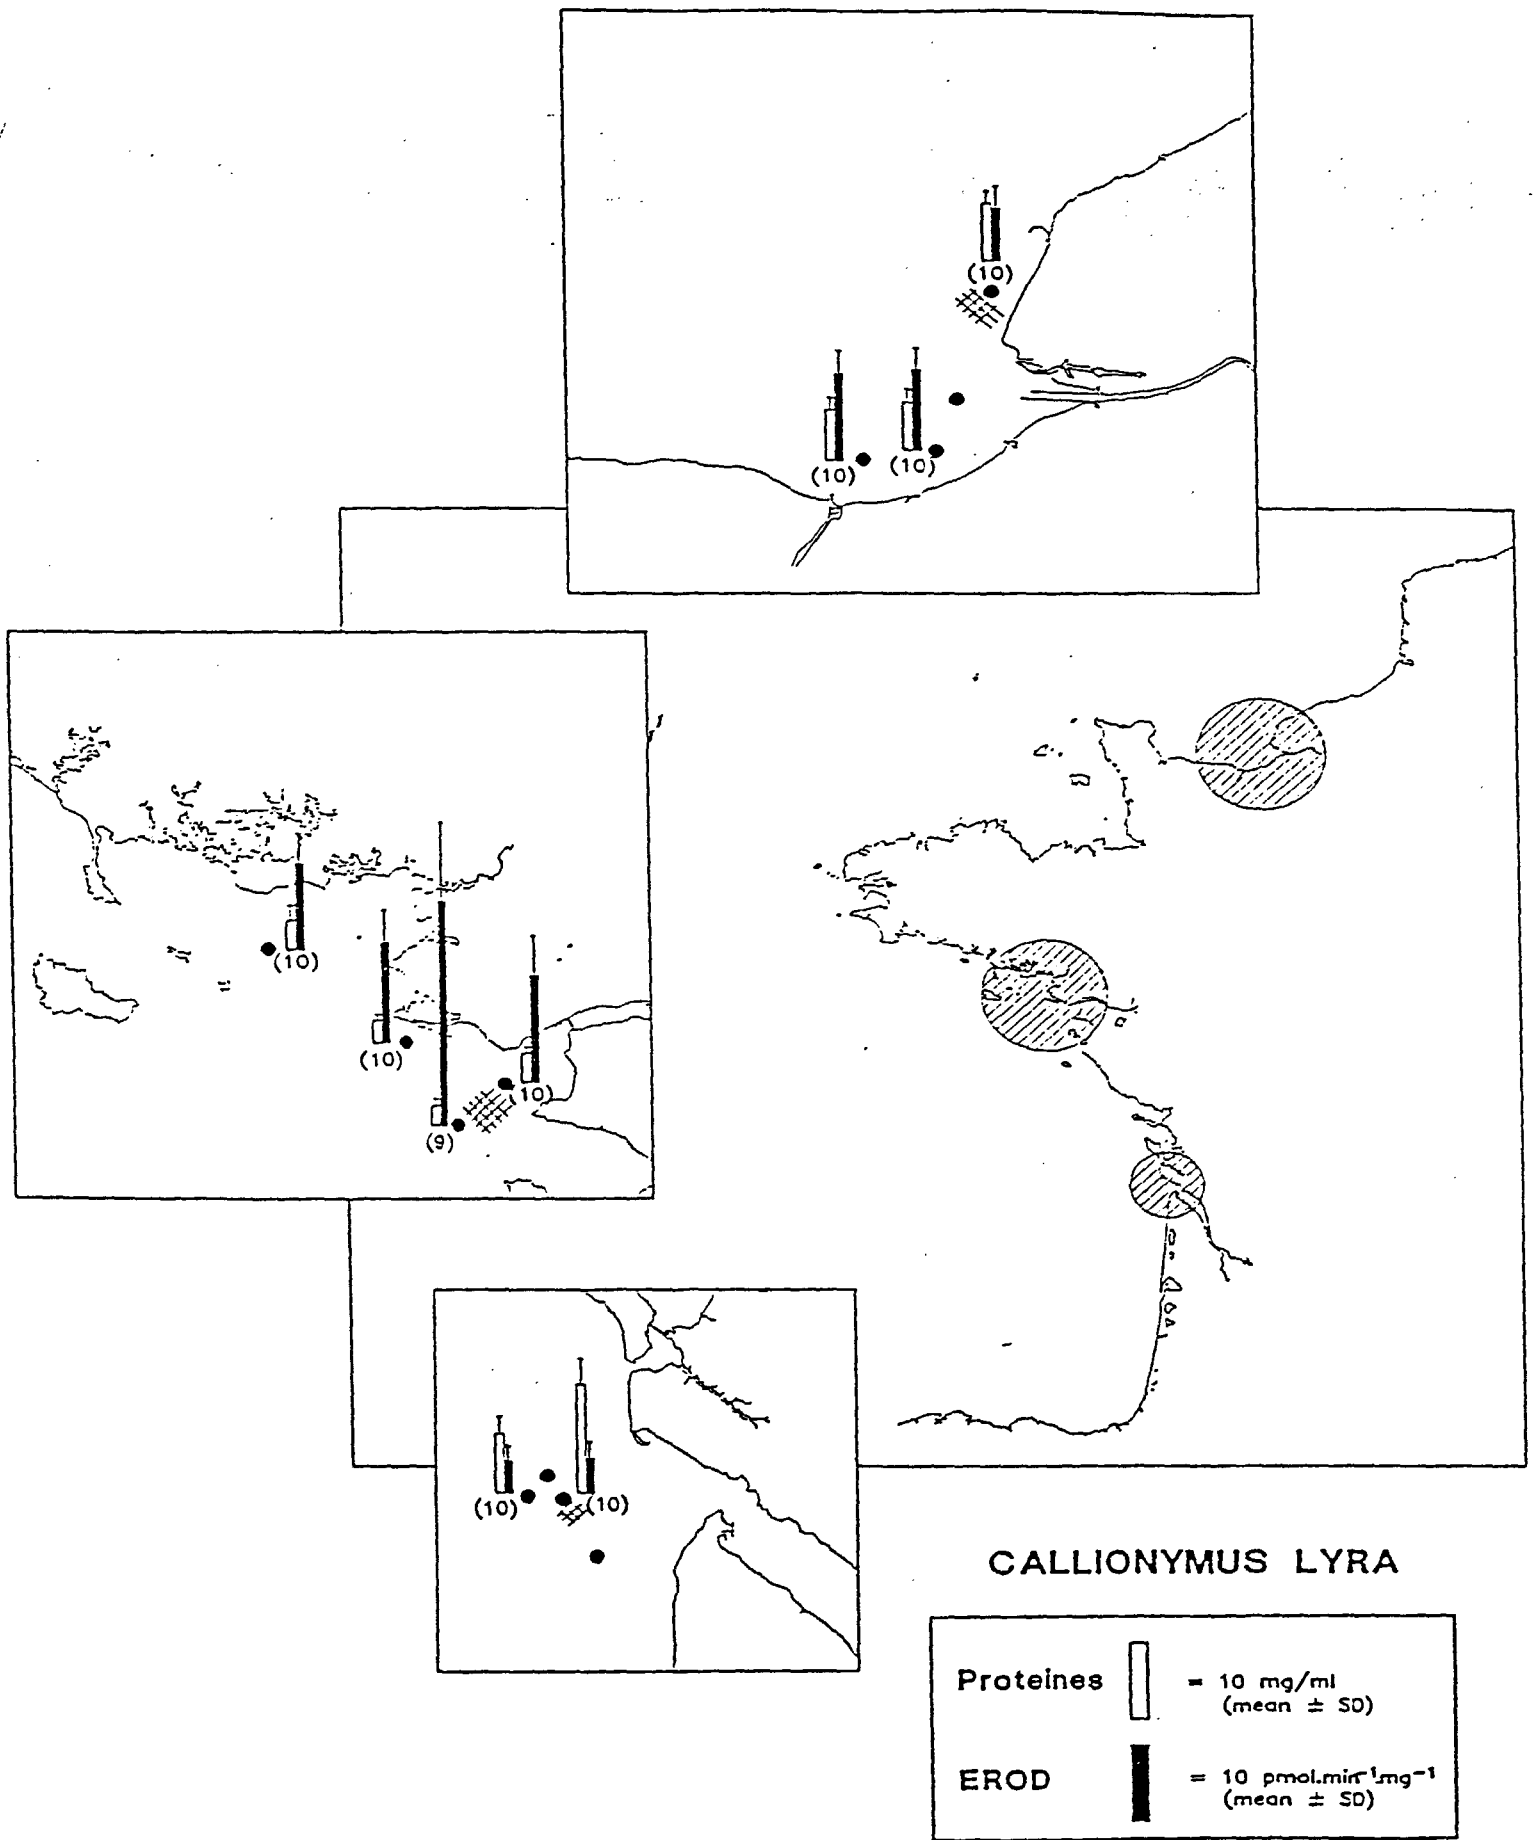 (10)
(10)
(10)
(10)
(10)
(10)
(9)
(10)
(10)
CALLIONYMUS LYRA
Proteines = 10 mg/ml
(mean ± SD)
EROD = 10 pmol.min⁻¹.mg⁻¹
(mean ± SD)